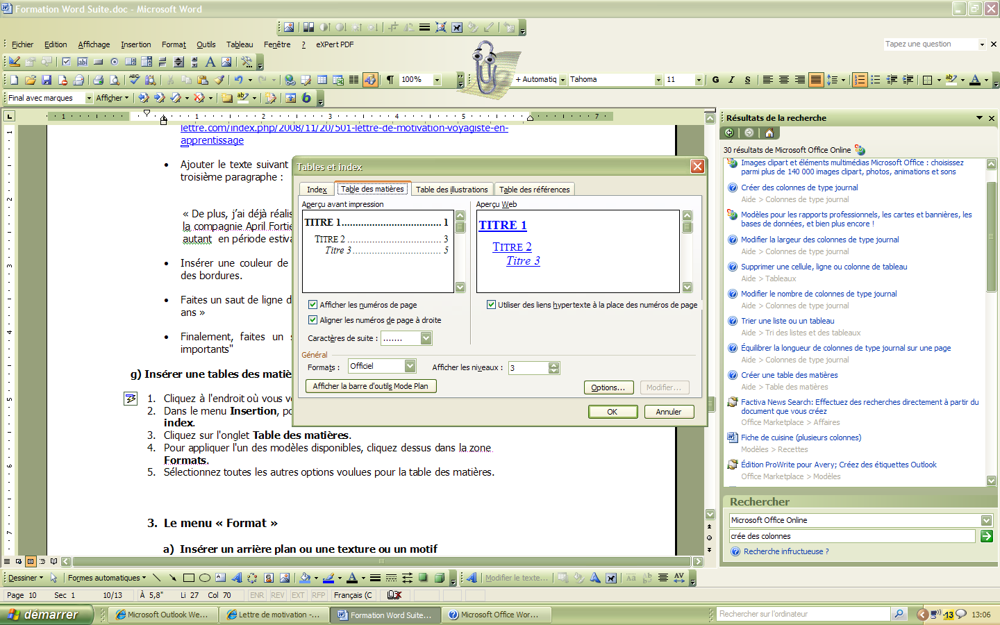 Formation Word Suite.doc - Microsoft Word
Fichier Edition Affichage Insertion Format Outils Tableau Fenêtre ? eXPert PDF
Tapez une question
100%
+ Automatiq
Tahoma
11
G I S
Final avec marques
Afficher
Résultats de la recherche
30 résultats de Microsoft Office Online
Images clipart et éléments multimédias Microsoft Office : choisissez
parmi plus de 140 000 images clipart, photos, animations et sons
Créer des colonnes de type journal
Aide > Colonnes de type journal
Modèles pour les rapports professionnels, les cartes et bannières, les
bases de données, et bien plus encore !
Modifier la largeur des colonnes de type journal
Aide > Colonnes de type journal
Supprimer une cellule, ligne ou colonne de tableau
Aide > Tableaux
Modifier le nombre de colonnes de type journal
Aide > Colonnes de type journal
Trier une liste ou un tableau
Aide > Tri des listes et des tableaux
Équilibrer la longueur de colonnes de type journal sur une page
Aide > Colonnes de type journal
Créer une table des matières
Aide > Table des matières
Factiva News Search: Effectuez des recherches directement à partir du
document que vous créez
Office Marketplace > Affaires
Fiche de cuisine (plusieurs colonnes)
Modèles > Recettes
Édition ProWrite pour Avery; Créez des étiquettes Outlook
Office Marketplace > Modèles
Rechercher
Microsoft Office Online
crée des colonnes
Recherche infructueuse ?
lettre.com/index.php/2008/11/20/501-lettre-de-motivation-voyagiste-en-
apprentissage
• Ajouter le texte suivant
troisième paragraphe :
« De plus, j'ai déjà réalis
la compagnie April Fortie
autant en période estiva
• Insérer une couleur de
des bordures.
• Faites un saut de ligne d
ans »
• Finalement, faites un s
importants"
g) Insérer une tables des matiè
1. Cliquez à l'endroit où vous v
2. Dans le menu Insertion, po
index.
3. Cliquez sur l'onglet Table des matières.
4. Pour appliquer l'un des modèles disponibles, cliquez dessus dans la zone
Formats.
5. Sélectionnez toutes les autres options voulues pour la table des matières.
3. Le menu « Format »
a) Insérer un arrière plan ou une texture ou un motif
Tables et index
Index Table des matières Table des illustrations Table des références
Aperçu avant impression
TITRE 1.................................... 1
TITRE 2 .................................. 3
Titre 3 ................................ 5
Aperçu Web
TITRE 1
TITRE 2
Titre 3
Afficher les numéros de page
Aligner les numéros de page à droite
Utiliser des liens hypertexte à la place des numéros de page
Caractères de suite : .......
Général
Formats : Officiel
Afficher les niveaux : 3
Afficher la barre d'outils Mode Plan
Options... Modifier...
OK Annuler
Dessiner Formes automatiques Modifier le texte...
Page 10 Sec 1 10/13 À 5,8" Li 27 Col 70 ENR REV EXT RFP Français (C
démarrer
Microsoft Outlook We...
Lettre de motivation -...
Formation Word Suite...
Microsoft Office Wor...
Rechercher sur l'ordinateur
13
13:06